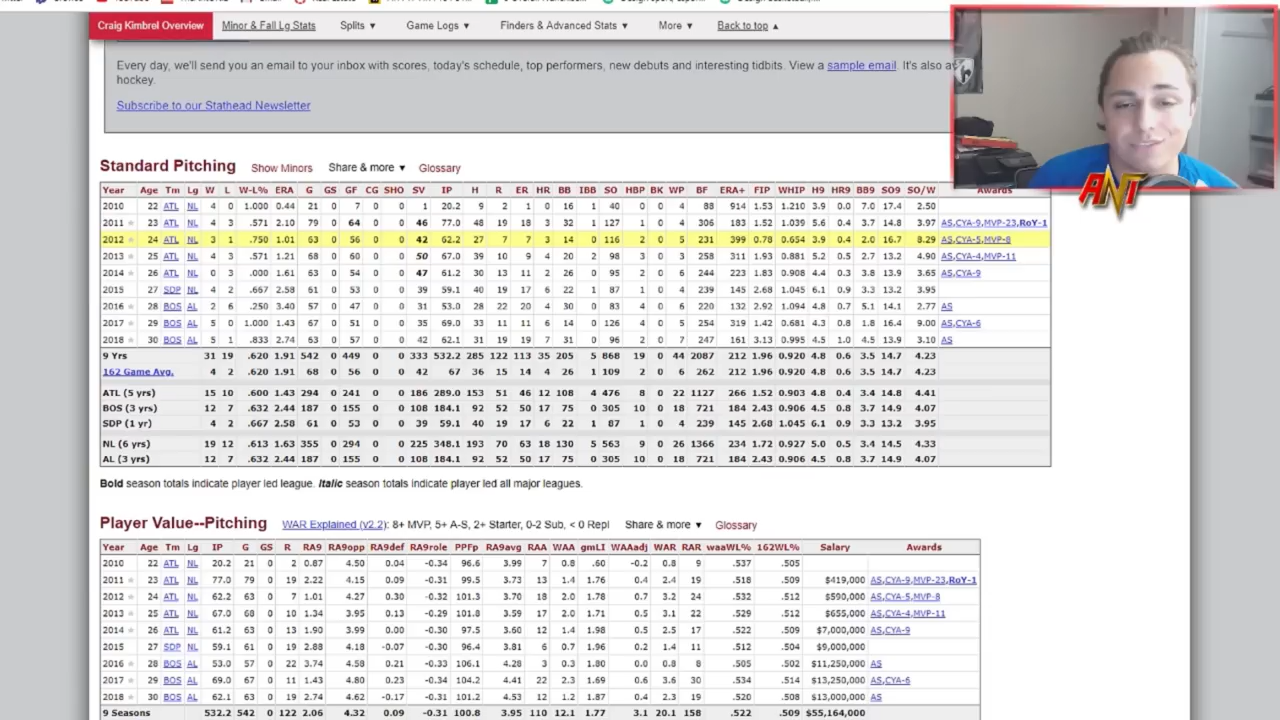 Craig Kimbrel Overview Minor & Fall Lg Stats Splits ▼ Game Logs ▼ Finders & Advanced Stats ▼ More ▼ Back to top ▲
Every day, we'll send you an email to your inbox with scores, today's schedule, top performers, new debuts and interesting tidbits. View a sample email. It's also av
hockey.
Subscribe to our Stathead Newsletter
ANT
Standard Pitching Show Minors Share & more ▼ Glossary
Year Age Tm Lg W L W-L% ERA G GS GF CG SHO SV IP H R ER HR BB IBB SO HBP BK WP BF ERA+ FIP WHIP H9 HR9 BB9 SO9 SO/W Awards
2010 22 ATL NL 4 0 1.000 0.44 21 0 7 0 0 1 20.2 9 2 1 0 16 1 40 0 0 4 88 914 1.53 1.210 3.9 0.0 7.0 17.4 2.50
2011 ★ 23 ATL NL 4 3 .571 2.10 79 0 64 0 0 46 77.0 48 19 18 3 32 1 127 1 0 4 306 183 1.52 1.039 5.6 0.4 3.7 14.8 3.97 AS,CYA-9,MVP-23,RoY-1
2012 ★ 24 ATL NL 3 1 .750 1.01 63 0 56 0 0 42 62.2 27 7 7 3 14 0 116 2 0 5 231 399 0.78 0.654 3.9 0.4 2.0 16.7 8.29 AS,CYA-5,MVP-8
2013 ★ 25 ATL NL 4 3 .571 1.21 68 0 60 0 0 50 67.0 39 10 9 4 20 2 98 3 0 3 258 311 1.93 0.881 5.2 0.5 2.7 13.2 4.90 AS,CYA-4,MVP-11
2014 ★ 26 ATL NL 0 3 .000 1.61 63 0 54 0 0 47 61.2 30 13 11 2 26 0 95 2 0 6 244 223 1.83 0.908 4.4 0.3 3.8 13.9 3.65 AS,CYA-9
2015 27 SDP NL 4 2 .667 2.58 61 0 53 0 0 39 59.1 40 19 17 6 22 1 87 1 0 4 239 145 2.68 1.045 6.1 0.9 3.3 13.2 3.95
2016 ★ 28 BOS AL 2 6 .250 3.40 57 0 47 0 0 31 53.0 28 22 20 4 30 0 83 4 0 6 220 132 2.92 1.094 4.8 0.7 5.1 14.1 2.77 AS
2017 ★ 29 BOS AL 5 0 1.000 1.43 67 0 51 0 0 35 69.0 33 11 11 6 14 0 126 4 0 5 254 319 1.42 0.681 4.3 0.8 1.8 16.4 9.00 AS,CYA-6
2018 ★ 30 BOS AL 5 1 .833 2.74 63 0 57 0 0 42 62.1 31 19 19 7 31 0 96 2 0 7 247 161 3.13 0.995 4.5 1.0 4.5 13.9 3.10 AS
9 Yrs 31 19 .620 1.91 542 0 449 0 0 333 532.2 285 122 113 35 205 5 868 19 0 44 2087 212 1.96 0.920 4.8 0.6 3.5 14.7 4.23
162 Game Avg. 4 2 .620 1.91 68 0 56 0 0 42 67 36 15 14 4 26 1 109 2 0 6 262 212 1.96 0.920 4.8 0.6 3.5 14.7 4.23
ATL (5 yrs) 15 10 .600 1.43 294 0 241 0 0 186 289.0 153 51 46 12 108 4 476 8 0 22 1127 266 1.52 0.903 4.8 0.4 3.4 14.8 4.41
BOS (3 yrs) 12 7 .632 2.44 187 0 155 0 0 108 184.1 92 52 50 17 75 0 305 10 0 18 721 184 2.43 0.906 4.5 0.8 3.7 14.9 4.07
SDP (1 yr) 4 2 .667 2.58 61 0 53 0 0 39 59.1 40 19 17 6 22 1 87 1 0 4 239 145 2.68 1.045 6.1 0.9 3.3 13.2 3.95
NL (6 yrs) 19 12 .613 1.63 355 0 294 0 0 225 348.1 193 70 63 18 130 5 563 9 0 26 1366 234 1.72 0.927 5.0 0.5 3.4 14.5 4.33
AL (3 yrs) 12 7 .632 2.44 187 0 155 0 0 108 184.1 92 52 50 17 75 0 305 10 0 18 721 184 2.43 0.906 4.5 0.8 3.7 14.9 4.07
Bold season totals indicate player led league. Italic season totals indicate player led all major leagues.
Player Value--Pitching WAR Explained (v2.2): 8+ MVP, 5+ A-S, 2+ Starter, 0-2 Sub, < 0 Repl Share & more ▼ Glossary
Year Age Tm Lg IP G GS R RA9 RA9opp RA9def RA9role PPFp RA9avg RAA WAA gmLI WAAadj WAR RAR waaWL% 162WL% Salary Awards
2010 22 ATL NL 20.2 21 0 2 0.87 4.50 0.04 -0.34 96.6 3.99 7 0.8 .60 -0.2 0.8 9 .537 .505
2011 ★ 23 ATL NL 77.0 79 0 19 2.22 4.15 0.09 -0.31 99.5 3.73 13 1.4 1.76 0.4 2.4 19 .518 .509 $419,000 AS,CYA-9,MVP-23,RoY-1
2012 ★ 24 ATL NL 62.2 63 0 7 1.01 4.27 0.30 -0.32 101.3 3.70 18 2.0 1.78 0.7 3.2 24 .532 .512 $590,000 AS,CYA-5,MVP-8
2013 ★ 25 ATL NL 67.0 68 0 10 1.34 3.95 0.13 -0.29 101.8 3.59 17 2.0 1.71 0.5 3.1 22 .529 .512 $655,000 AS,CYA-4,MVP-11
2014 ★ 26 ATL NL 61.2 63 0 13 1.90 3.99 0.00 -0.30 97.5 3.60 12 1.4 1.98 0.5 2.5 17 .522 .509 $7,000,000 AS,CYA-9
2015 27 SDP NL 59.1 61 0 19 2.88 4.18 -0.07 -0.30 96.4 3.81 6 0.7 1.96 0.2 1.4 11 .512 .504 $9,000,000
2016 ★ 28 BOS AL 53.0 57 0 22 3.74 4.58 0.21 -0.33 106.1 4.28 3 0.3 1.80 0.0 0.8 8 .505 .502 $11,250,000 AS
2017 ★ 29 BOS AL 69.0 67 0 11 1.43 4.80 0.23 -0.34 104.2 4.41 22 2.3 1.69 0.6 3.6 30 .534 .514 $13,250,000 AS,CYA-6
2018 ★ 30 BOS AL 62.1 63 0 19 2.74 4.62 -0.17 -0.31 101.2 4.53 12 1.2 1.87 0.4 2.3 19 .520 .508 $13,000,000 AS
9 Seasons 532.2 542 0 122 2.06 4.32 0.09 -0.31 100.8 3.95 110 12.1 1.77 3.1 20.1 158 .522 .509 $55,164,000